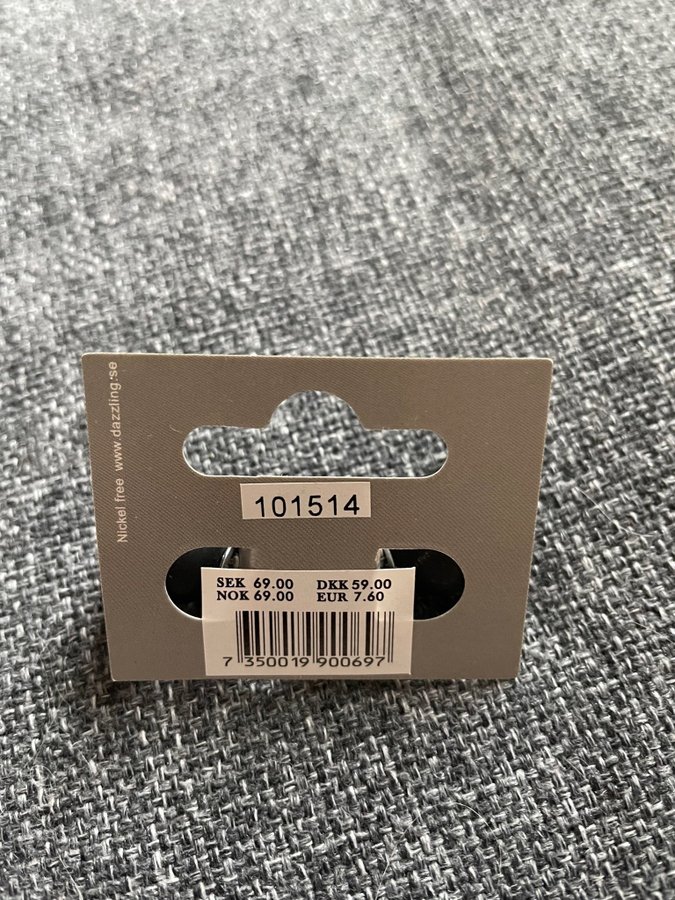 Nickel free www.dazzling.se
101514
SEK 69.00 DKK 59.00
NOK 69.00 EUR 7.60
7 350019 900697